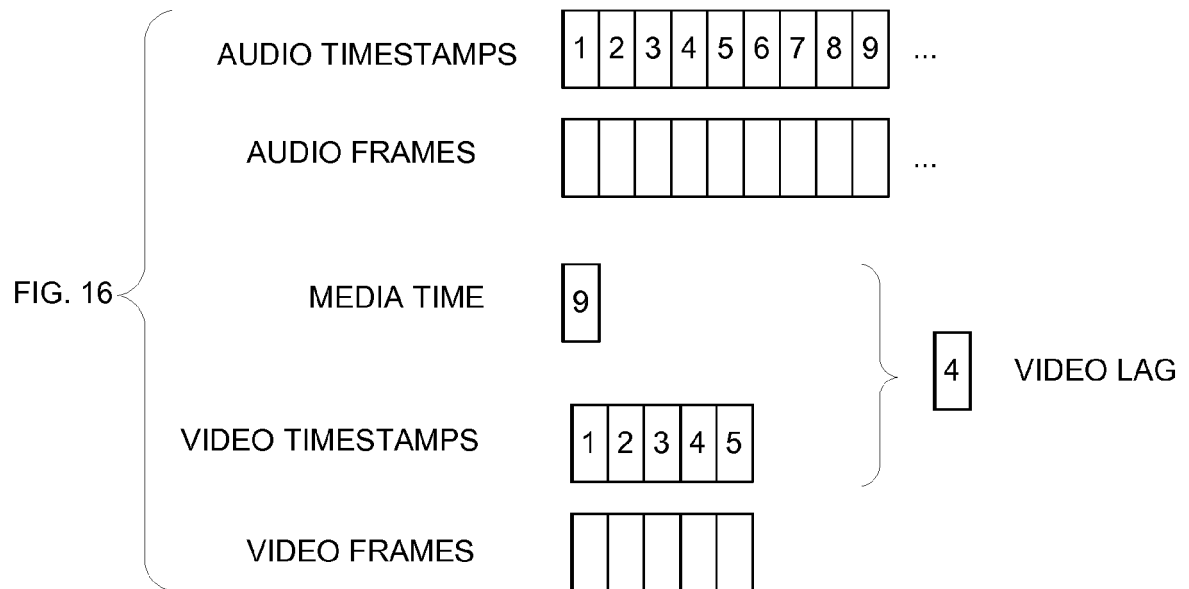 AUDIO TIMESTAMPS 1 2 3 4 5 6 7 8 9 ...
AUDIO FRAMES ...
FIG. 16
MEDIA TIME 9
4 VIDEO LAG
VIDEO TIMESTAMPS 1 2 3 4 5
VIDEO FRAMES